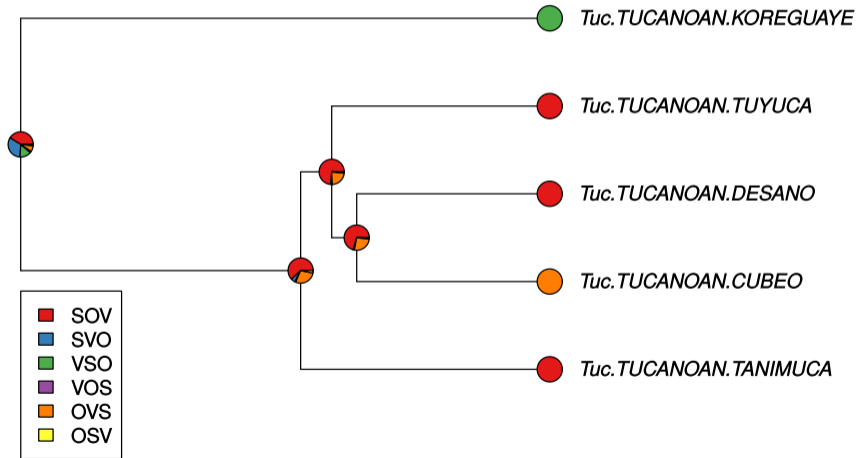 Tuc.TUCANOAN.KOREGUAYE
Tuc.TUCANOAN.TUYUCA
Tuc.TUCANOAN.DESANO
Tuc.TUCANOAN.CUBEO
Tuc.TUCANOAN.TANIMUCA
SOV
SVO
VSO
VOS
OVS
OSV